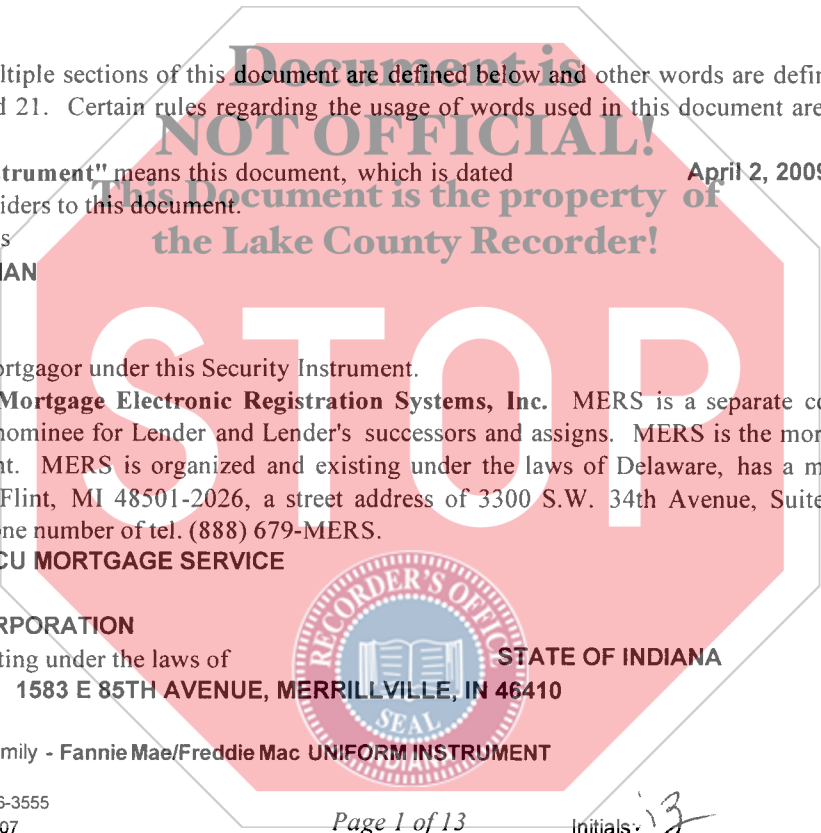 Document is
ltiple sections of this document are defined below and other words are defin
d 21. Certain rules regarding the usage of words used in this document are
NOT OFFICIAL!
strument" means this document, which is dated April 2, 2009
This Document is the property of
iders to this document.
s
the Lake County Recorder!
IAN
STOP
ortgagor under this Security Instrument.
Mortgage Electronic Registration Systems, Inc. MERS is a separate co
nominee for Lender and Lender's successors and assigns. MERS is the mor
nt. MERS is organized and existing under the laws of Delaware, has a m
Flint, MI 48501-2026, a street address of 3300 S.W. 34th Avenue, Suite
one number of tel. (888) 679-MERS.
CU MORTGAGE SERVICE
RPORATION
ting under the laws of STATE OF INDIANA
1583 E 85TH AVENUE, MERRILLVILLE, IN 46410
RECORDER'S OFFICE
SEAL
INDIANA
mily - Fannie Mae/Freddie Mac UNIFORM INSTRUMENT
6-3555
07
Page 1 of 13 Initials: